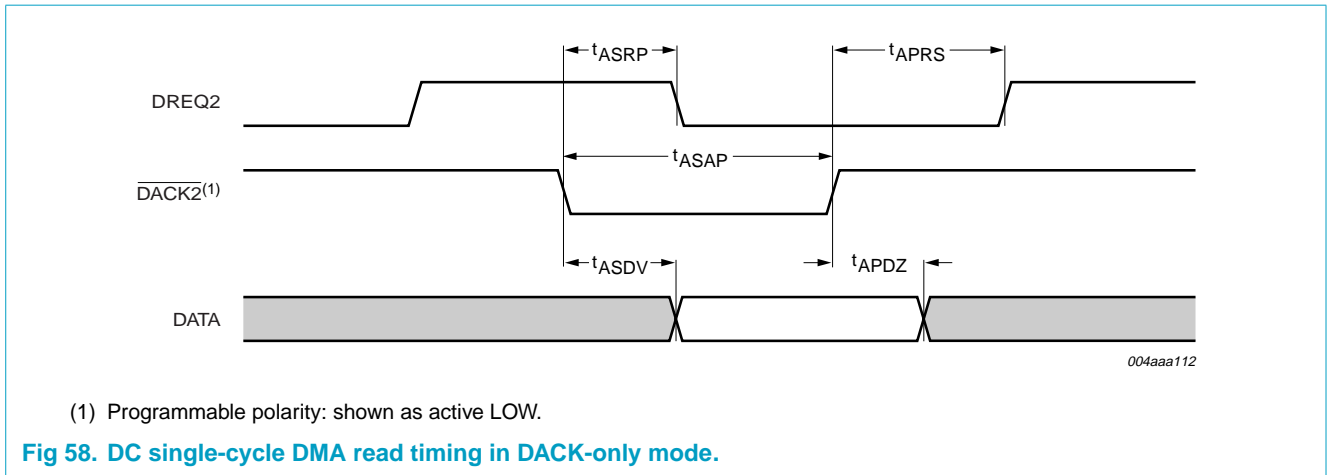 tASRP
tAPRS
DREQ2
tASAP
DACK2(1)
tASDV
tAPDZ
DATA
004aaa112
(1) Programmable polarity: shown as active LOW.
Fig 58. DC single-cycle DMA read timing in DACK-only mode.